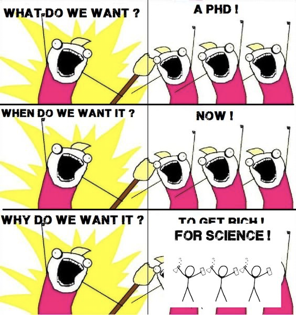 WHAT DO WE WANT ?
A PHD !
WHEN DO WE WANT IT ?
NOW !
WHY DO WE WANT IT ?
TO GET RICH !
FOR SCIENCE !